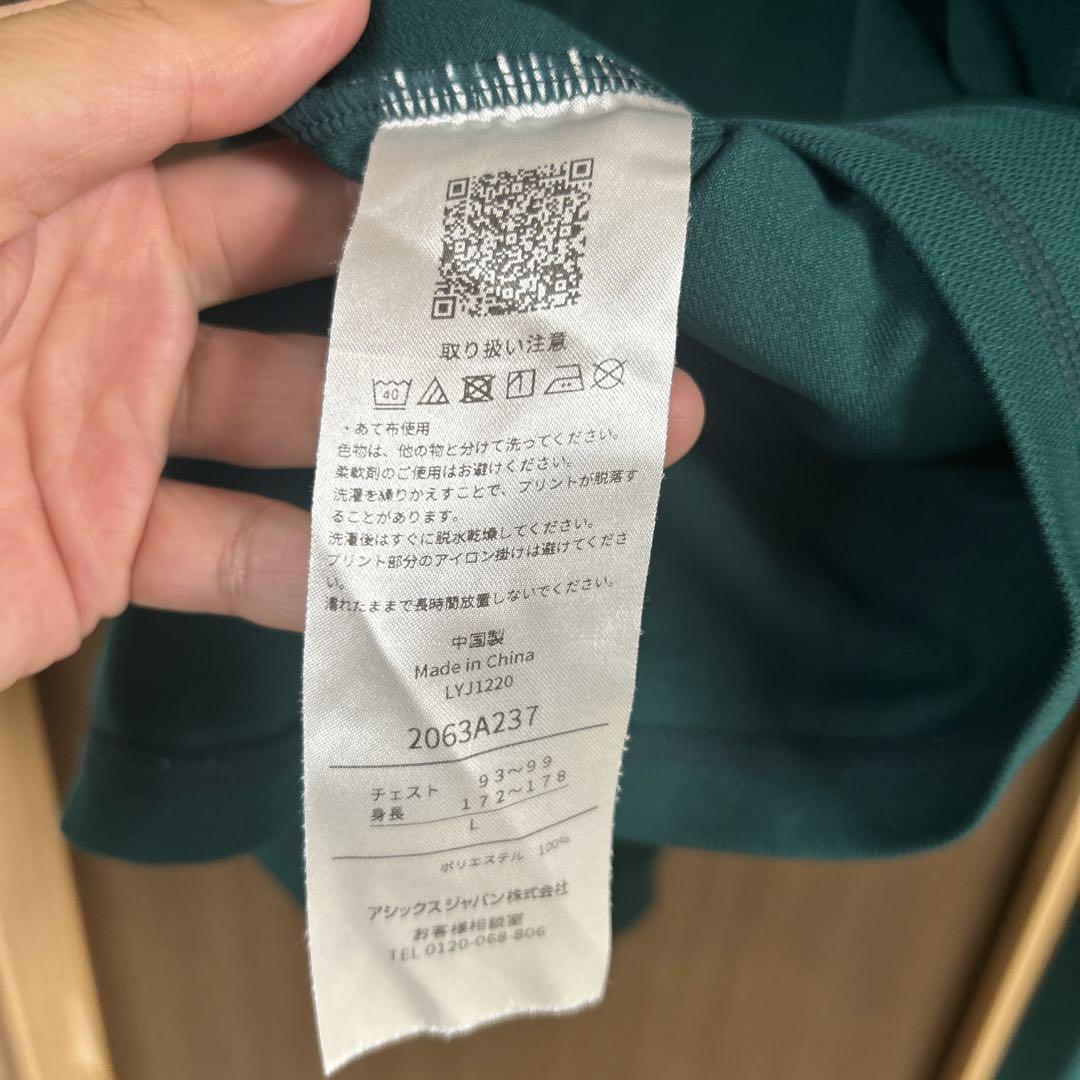 40
取り扱い注意
・あて布使用
色物は、他の物と分けて洗ってください。
柔軟剤のご使用はお避けください。
洗濯を繰りかえすことで、プリントが脱落す
ることがあります。
洗濯後はすぐに脱水乾燥してください。
プリント部分のアイロン掛けは避けてくださ
い。
濡れたままで長時間放置しないでください。
中国製
Made in China
LYJ1220
2063A237
チェスト 93～99
身長 172～178
L
ポリエステル 100%
アシックスジャパン株式会社
お客様相談室
TEL 0120-068-806